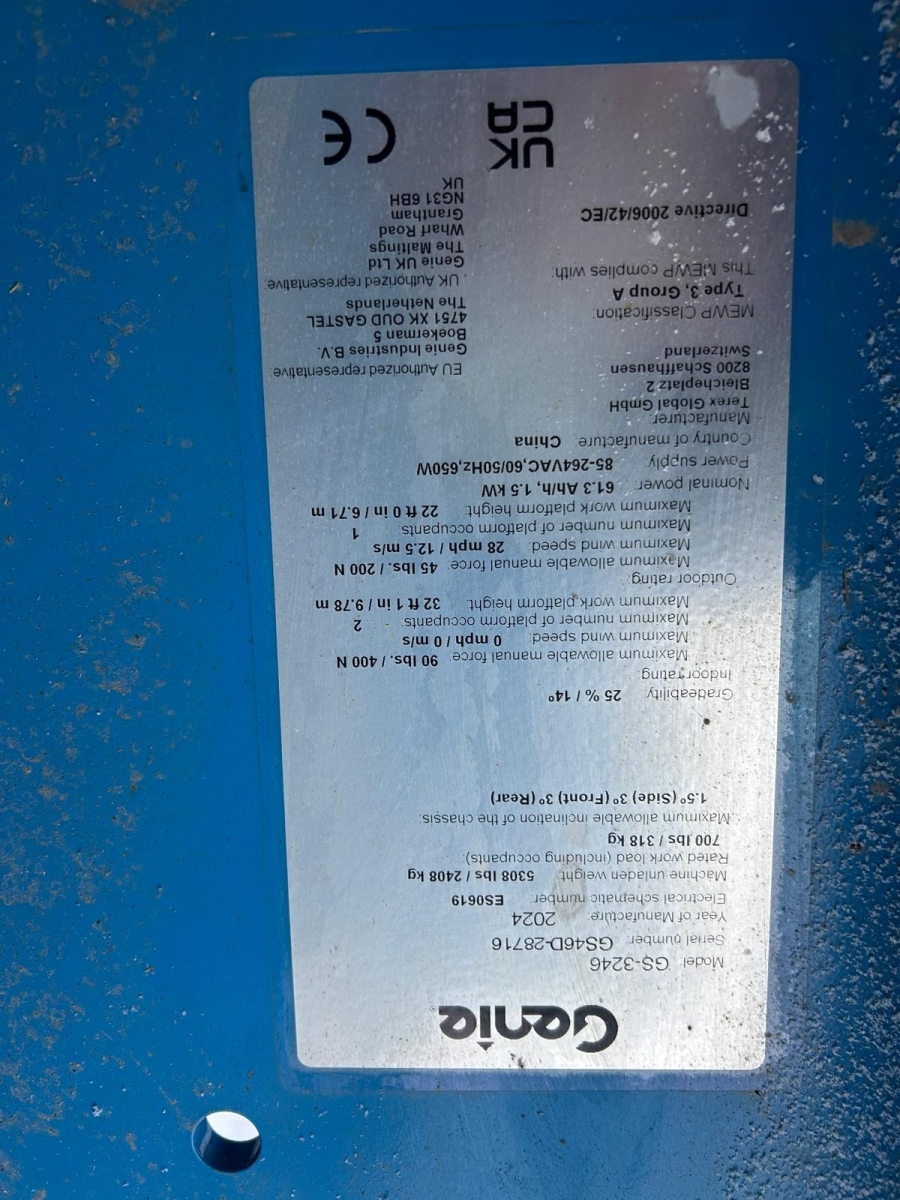 Genie
Model: GS-3246
Serial number: GS46D-28716
Year of Manufacture: 2024
Electrical schematic number: ES0619
Machine unladen weight: 5308 lbs / 2408 kg
Rated work load (including occupants):
700 lbs / 318 kg
Maximum allowable inclination of the chassis:
1.5° (Side) 3° (Front) 3° (Rear)
Gradeability: 25 % / 14°
Indoor rating:
Maximum allowable manual force: 90 lbs. / 400 N
Maximum wind speed: 0 mph / 0 m/s
Maximum number of platform occupants: 2
Maximum work platform height: 32 ft 1 in / 9.78 m
Outdoor rating:
Maximum allowable manual force: 45 lbs. / 200 N
Maximum wind speed: 28 mph / 12.5 m/s
Maximum number of platform occupants: 1
Maximum work platform height: 22 ft 0 in / 6.71 m
Nominal power: 61.3 Ah/h, 1.5 kW
Power supply: 85-264VAC,60/50Hz,650W
Country of manufacture: China
Manufacturer:
Terex Global GmbH
Bleicheplatz 2
8200 Schaffhausen
Switzerland
MEWP Classification:
Type 3, Group A
This MEWP complies with:
Directive 2006/42/EC
EU Authorized representative:
Genie Industries B.V.
Boekerman 5
4751 XK OUD GASTEL
The Netherlands
UK Authorized representative:
Genie UK Ltd
The Maltings
Wharf Road
Grantham
NG31 6BH
UK
UK
CA
CE